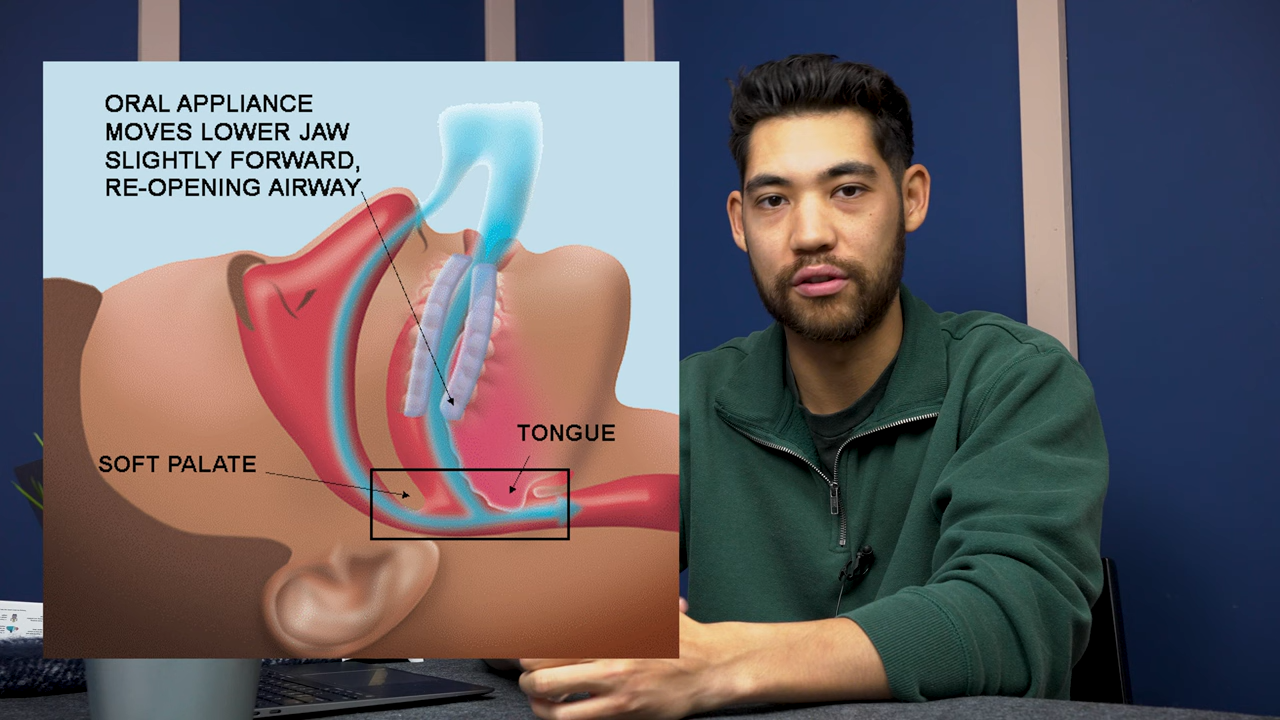 ORAL APPLIANCE
MOVES LOWER JAW
SLIGHTLY FORWARD,
RE-OPENING AIRWAY
TONGUE
SOFT PALATE